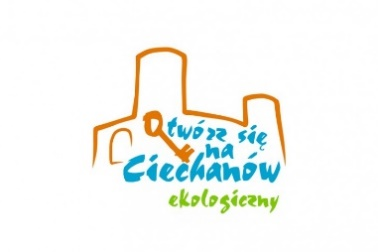 Otwórz się
na
Ciechanów
ekologiczny